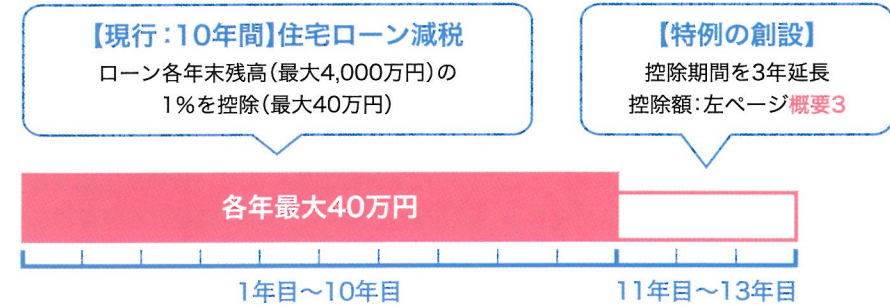 【現行:10年間】住宅ローン減税
ローン各年末残高(最大4,000万円)の
1%を控除(最大40万円)
【特例の創設】
控除期間を3年延長
控除額:左ページ概要3
各年最大40万円
1年目〜10年目
11年目〜13年目